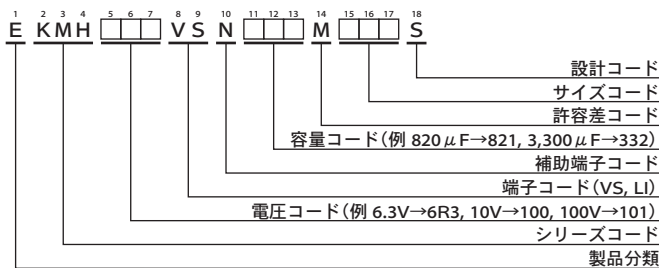 1 2 3 4 5 6 7 8 9 10 11 12 13 14 15 16 17 18
E KMH □□□ VS N □□□ M □□□ S
設計コード
サイズコード
許容差コード
容量コード(例 820μF→821, 3,300μF→332)
補助端子コード
端子コード(VS, LI)
電圧コード(例 6.3V→6R3, 10V→100, 100V→101)
シリーズコード
製品分類